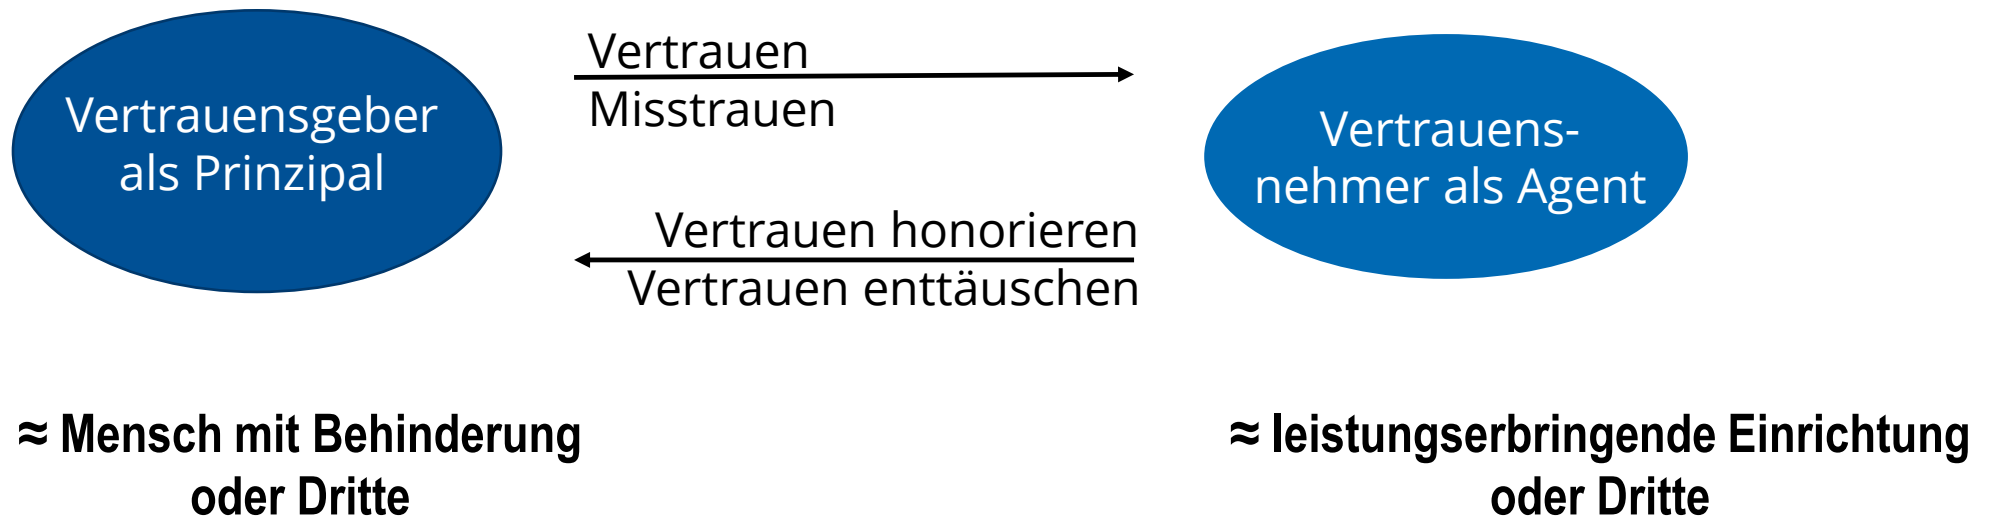 Vertrauensgeber
als Prinzipal
Vertrauen
Misstrauen
Vertrauen honorieren
Vertrauen enttäuschen
Vertrauens-
nehmer als Agent
≈ Mensch mit Behinderung
oder Dritte
≈ leistungserbringende Einrichtung
oder Dritte